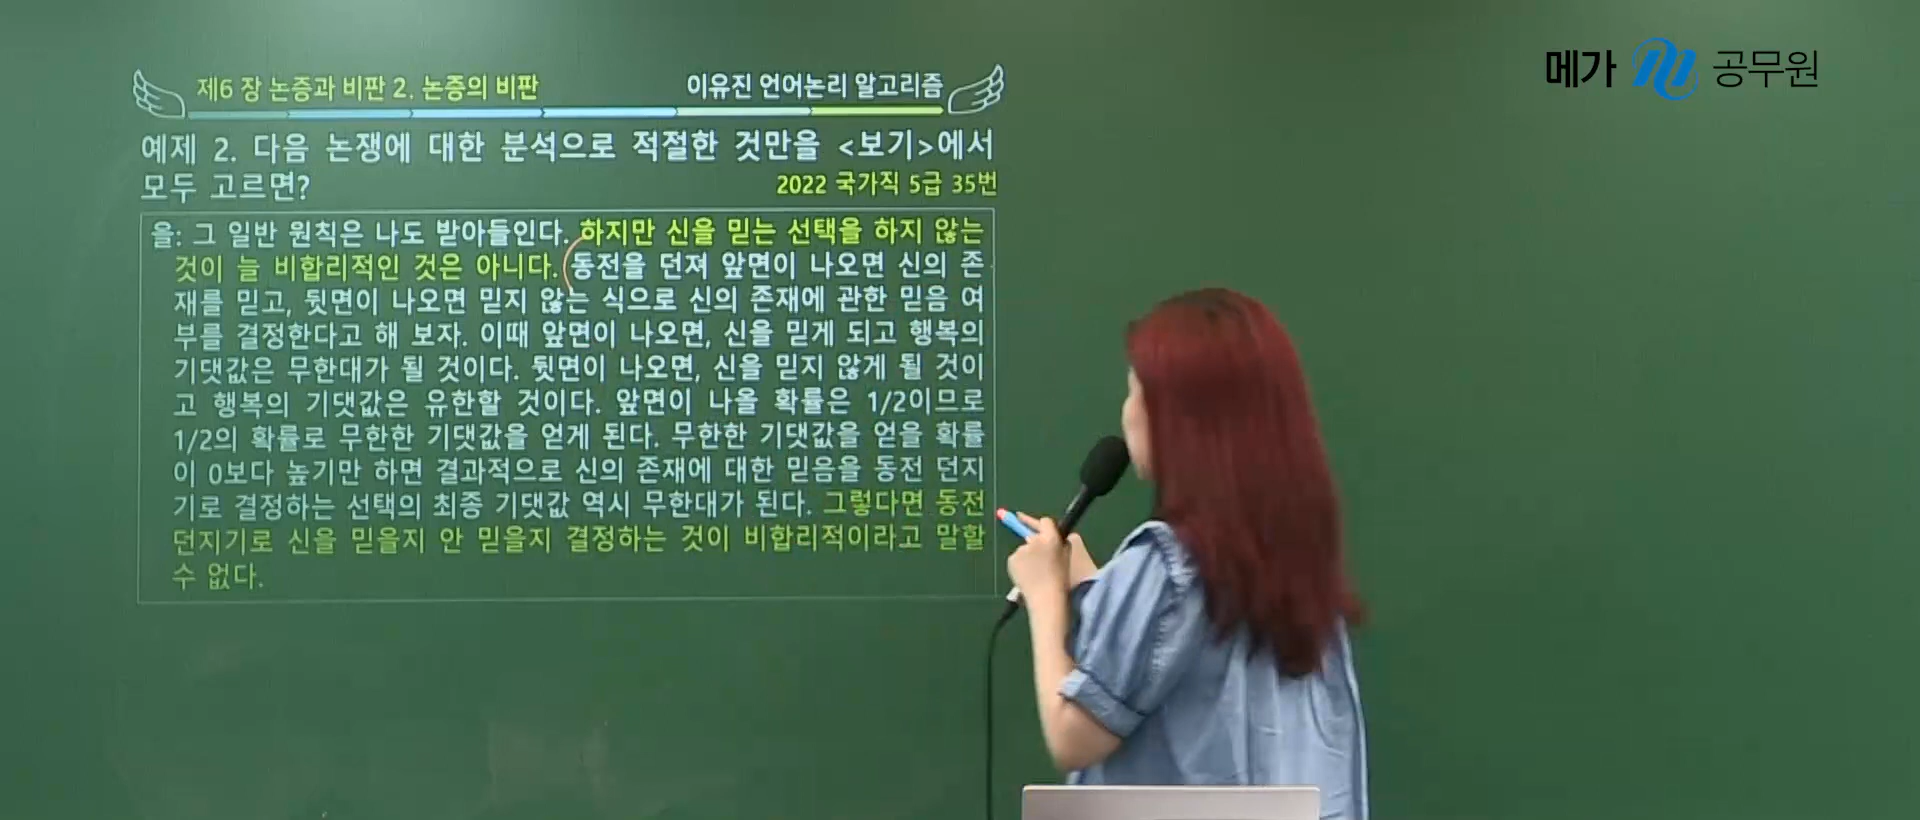 메가 공무원
제6 장 논증과 비판 2. 논증의 비판 이유진 언어논리 알고리즘
예제 2. 다음 논쟁에 대한 분석으로 적절한 것만을 <보기>에서
모두 고르면?
2022 국가직 5급 35번
을: 그 일반 원칙은 나도 받아들인다. 하지만 신을 믿는 선택을 하지 않는
것이 늘 비합리적인 것은 아니다. 동전을 던져 앞면이 나오면 신의 존
재를 믿고, 뒷면이 나오면 믿지 않는 식으로 신의 존재에 관한 믿음 여
부를 결정한다고 해 보자. 이때 앞면이 나오면, 신을 믿게 되고 행복의
기댓값은 무한대가 될 것이다. 뒷면이 나오면, 신을 믿지 않게 될 것이
고 행복의 기댓값은 유한할 것이다. 앞면이 나올 확률은 1/2이므로
1/2의 확률로 무한한 기댓값을 얻게 된다. 무한한 기댓값을 얻을 확률
이 0보다 높기만 하면 결과적으로 신의 존재에 대한 믿음을 동전 던지
기로 결정하는 선택의 최종 기댓값 역시 무한대가 된다. 그렇다면 동전
던지기로 신을 믿을지 안 믿을지 결정하는 것이 비합리적이라고 말할
수 없다.